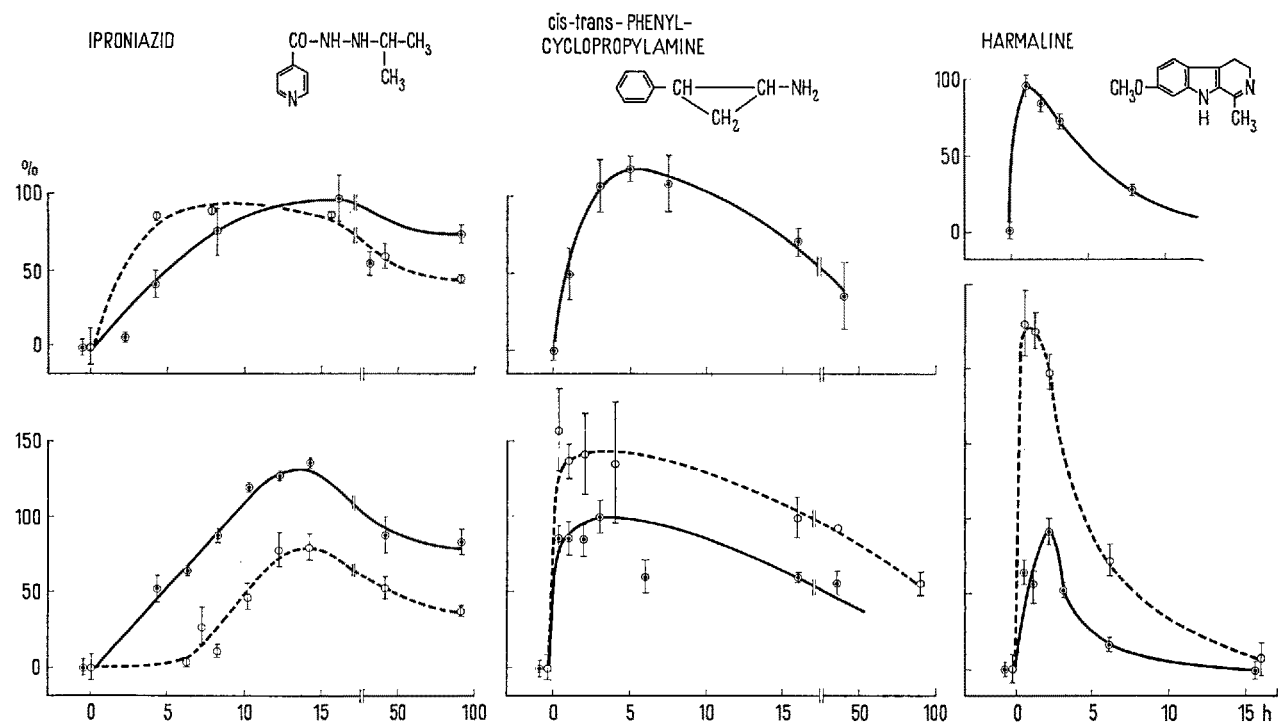 IPRONIAZID
CO-NH-NH-CH-CH₃
CH₃
N
cis-trans-PHENYL-
CYCLOPROPYLAMINE
CH CH-NH₂
CH₂
HARMALINE
CH₃O
N
N
H
CH₃
100
50
0
%
100
50
0
150
100
50
0
0 5 10 15 50 100
0 5 10 15 50 100
0 5 10 15 h